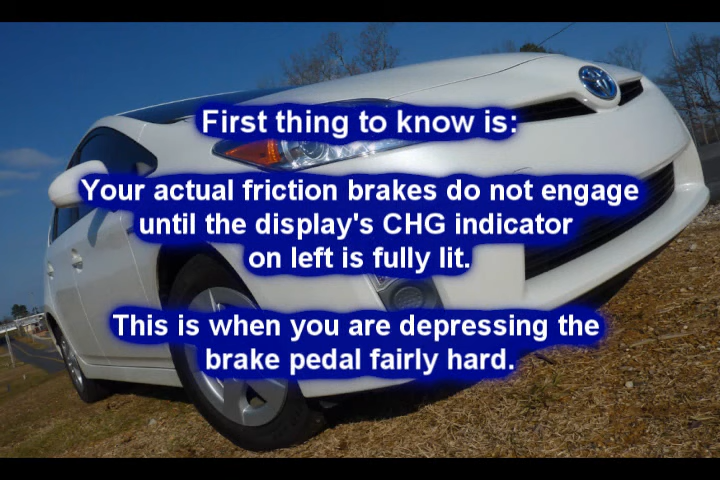 First thing to know is:
Your actual friction brakes do not engage
until the display's CHG indicator
on left is fully lit.
This is when you are depressing the
brake pedal fairly hard.